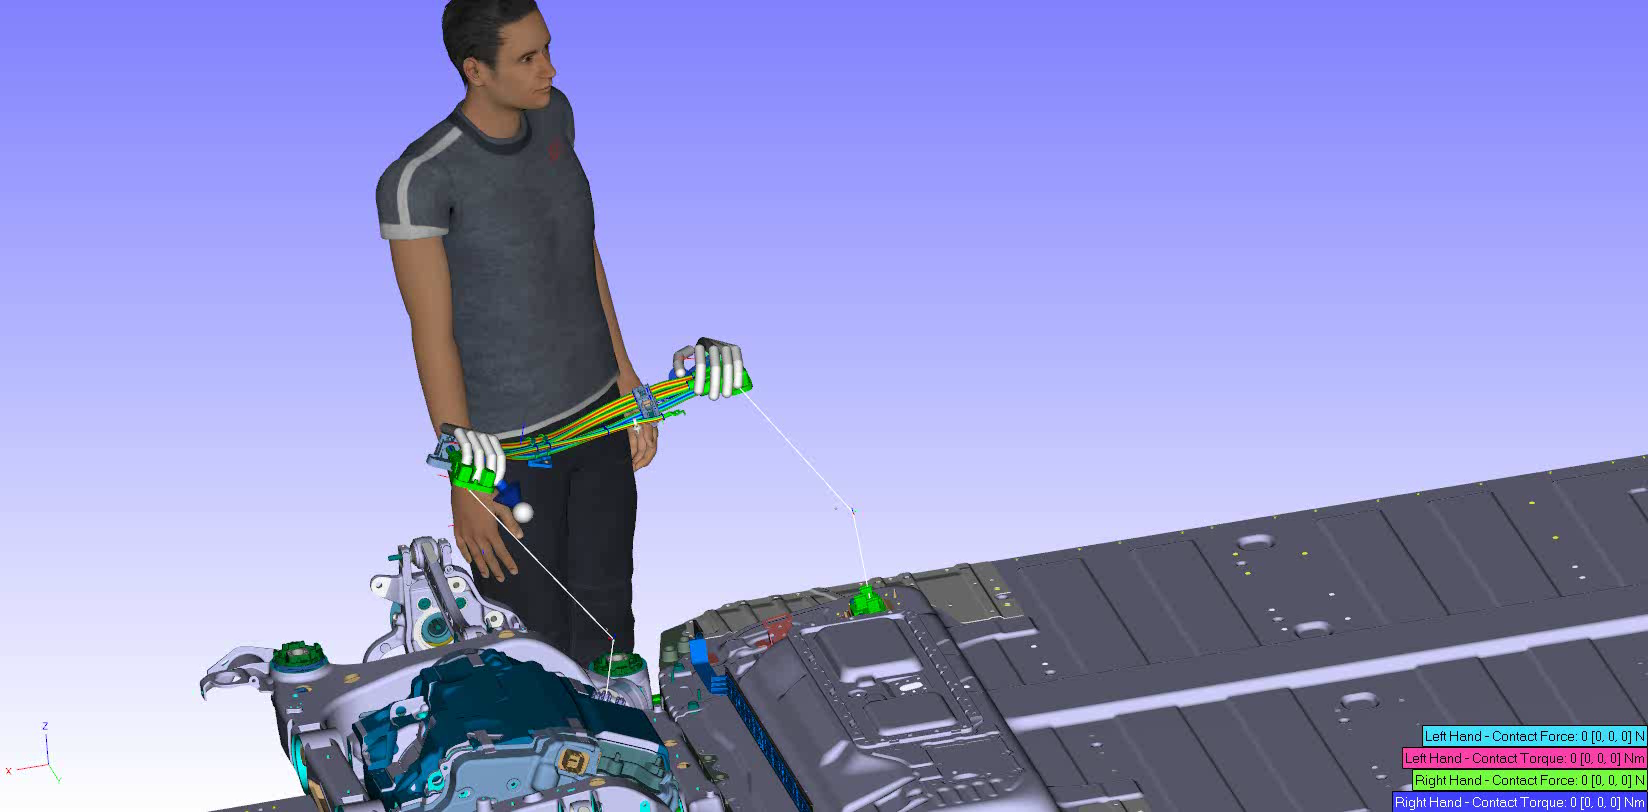 Z
X
Y
Left Hand - Contact Force: 0 [0, 0, 0] N
Left Hand - Contact Torque: 0 [0, 0, 0] Nm
Right Hand - Contact Force: 0 [0, 0, 0] N
Right Hand - Contact Torque: 0 [0, 0, 0] Nm